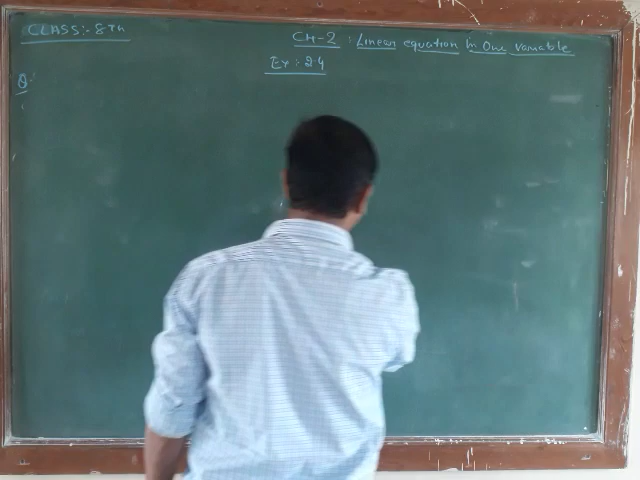 CLASS:- 8Th
CH-2 : Linear equation in One variable
Ex:- 2.4
Q: